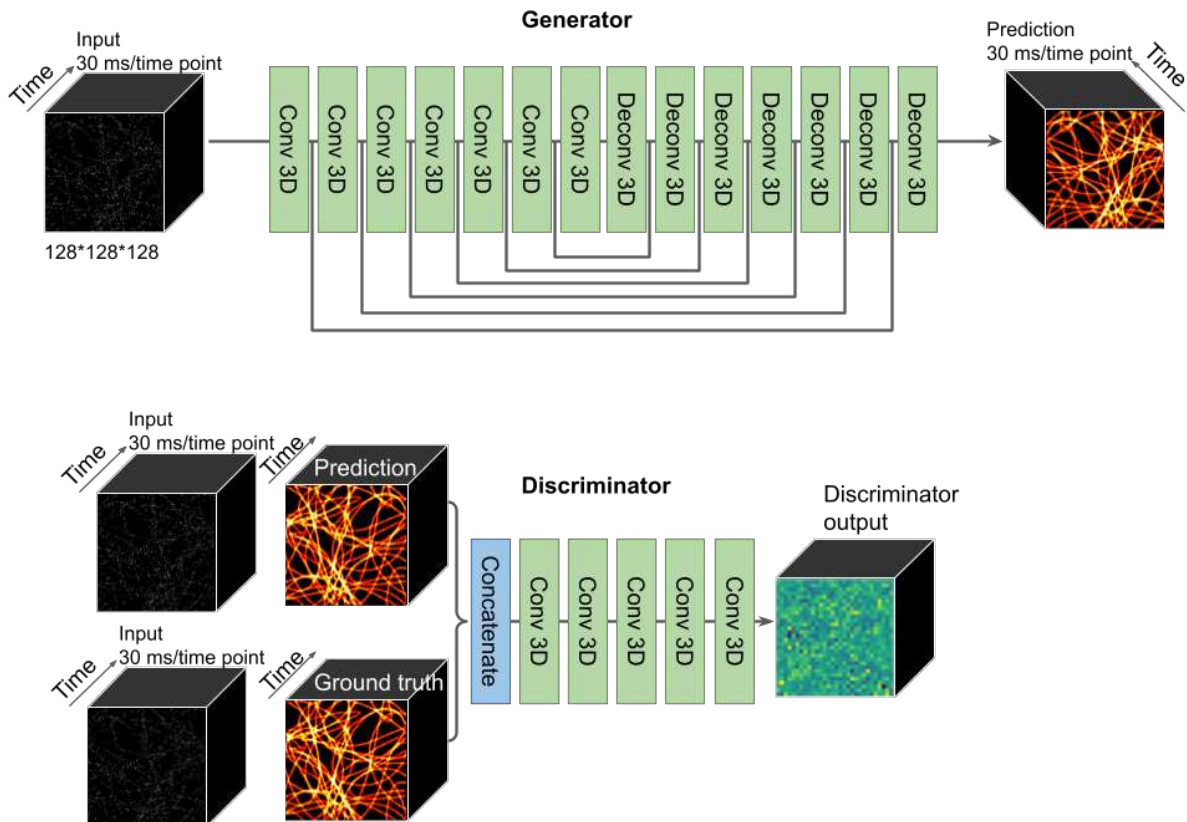 Generator
Input
30 ms/time point
Time
128*128*128
Conv 3D
Conv 3D
Conv 3D
Conv 3D
Conv 3D
Conv 3D
Conv 3D
Deconv 3D
Deconv 3D
Deconv 3D
Deconv 3D
Deconv 3D
Deconv 3D
Deconv 3D
Prediction
30 ms/time point
Time
Input
30 ms/time point
Time
Time
Prediction
Discriminator
Input
30 ms/time point
Time
Time
Ground truth
Concatenate
Conv 3D
Conv 3D
Conv 3D
Conv 3D
Conv 3D
Discriminator
output